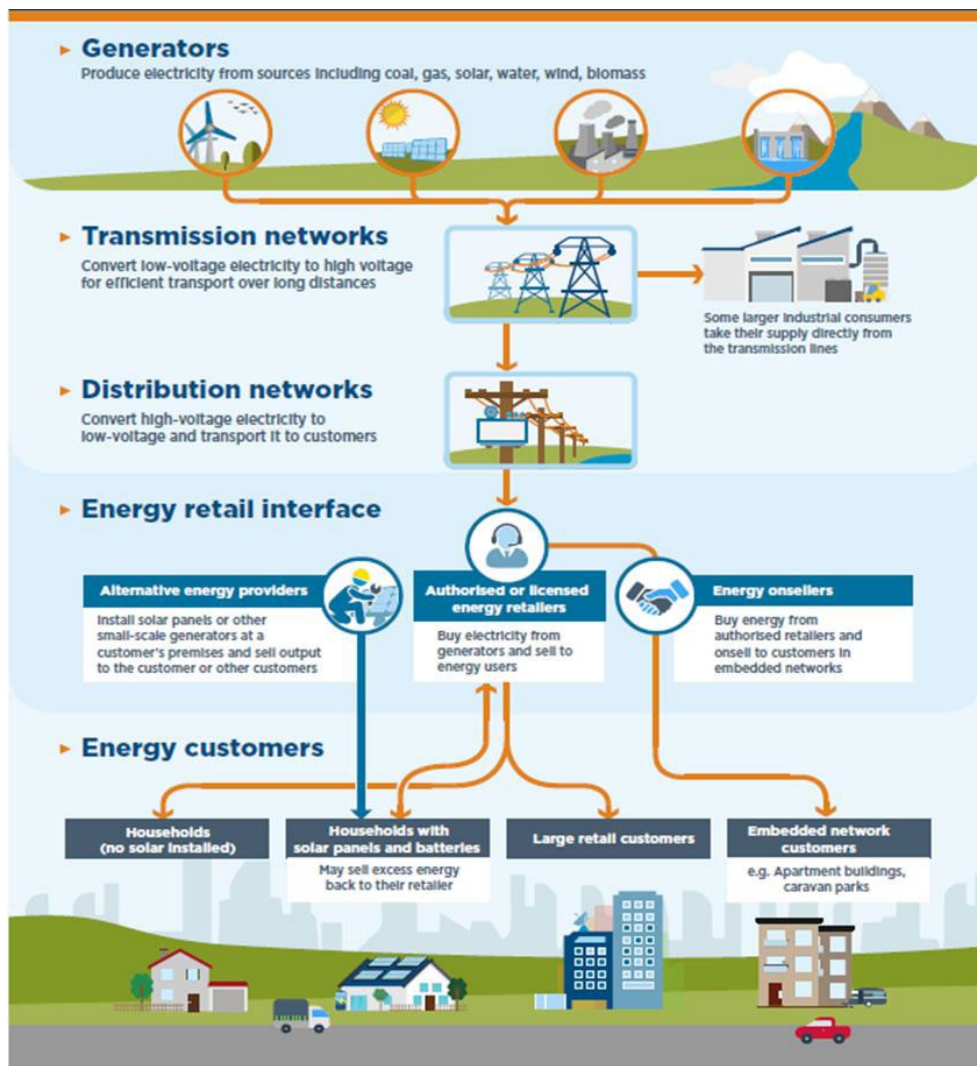 Generators
Produce electricity from sources including coal, gas, solar, water, wind, biomass
Transmission networks
Convert low-voltage electricity to high voltage
for efficient transport over long distances
Some larger industrial consumers
take their supply directly from
the transmission lines
Distribution networks
Convert high-voltage electricity to
low-voltage and transport it to customers
Energy retail interface
Alternative energy providers
Install solar panels or other
small-scale generators at a
customer's premises and sell output
to the customer or other customers
Authorised or licensed
energy retailers
Buy electricity from
generators and sell to
energy users
Energy onsellers
Buy energy from
authorised retailers and
onsell to customers in
embedded networks
Energy customers
Households
(no solar installed)
Households with
solar panels and batteries
May sell excess energy
back to their retailer
Large retail customers
Embedded network
customers
e.g. Apartment buildings,
caravan parks